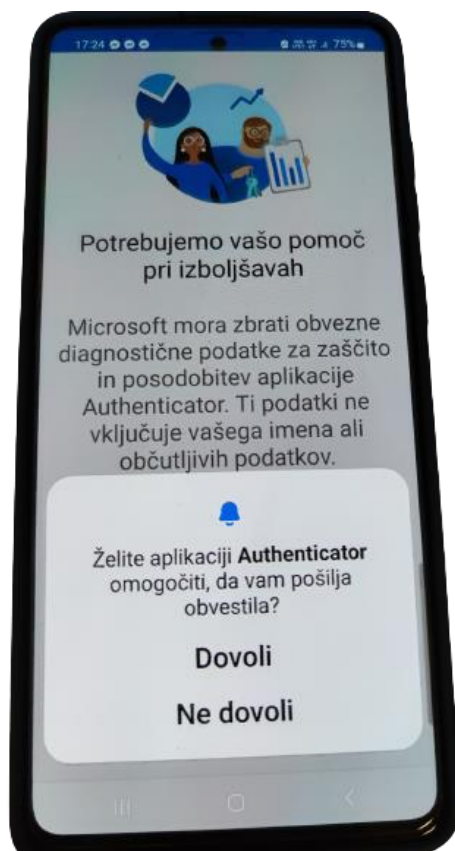 17:24 75%
Potrebujemo vašo pomoč
pri izboljšavah
Microsoft mora zbrati obvezne
diagnostične podatke za zaščito
in posodobitev aplikacije
Authenticator. Ti podatki ne
vključuje vašega imena ali
občutljivih podatkov.
Želite aplikaciji Authenticator
omogočiti, da vam pošilja
obvestila?
Dovoli
Ne dovoli